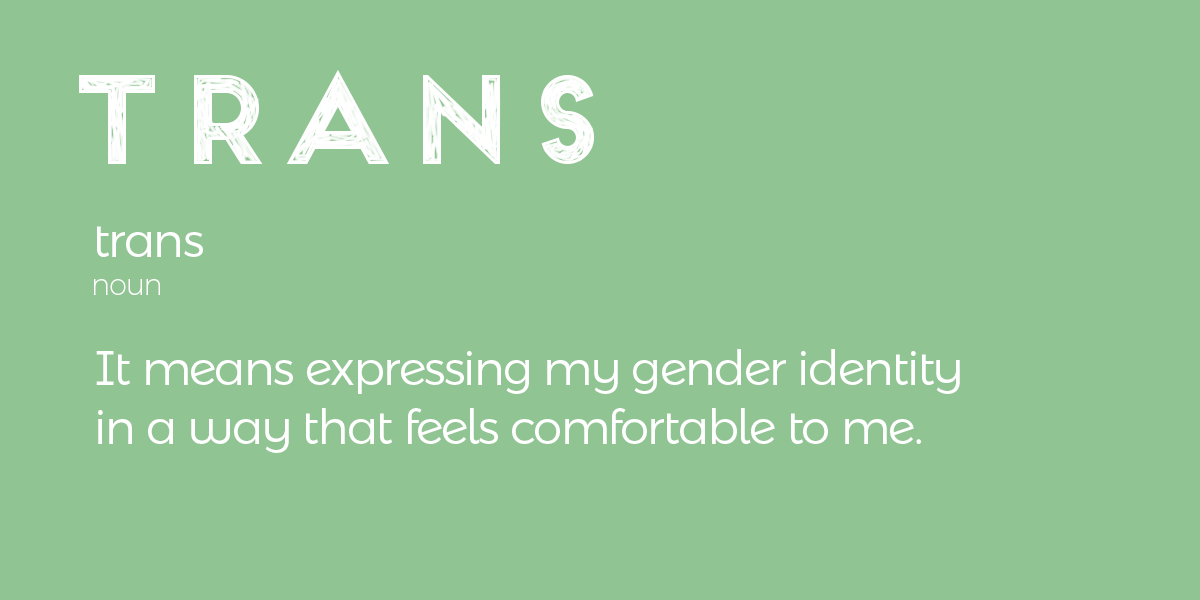 TRANS
trans
noun
It means expressing my gender identity
in a way that feels comfortable to me.